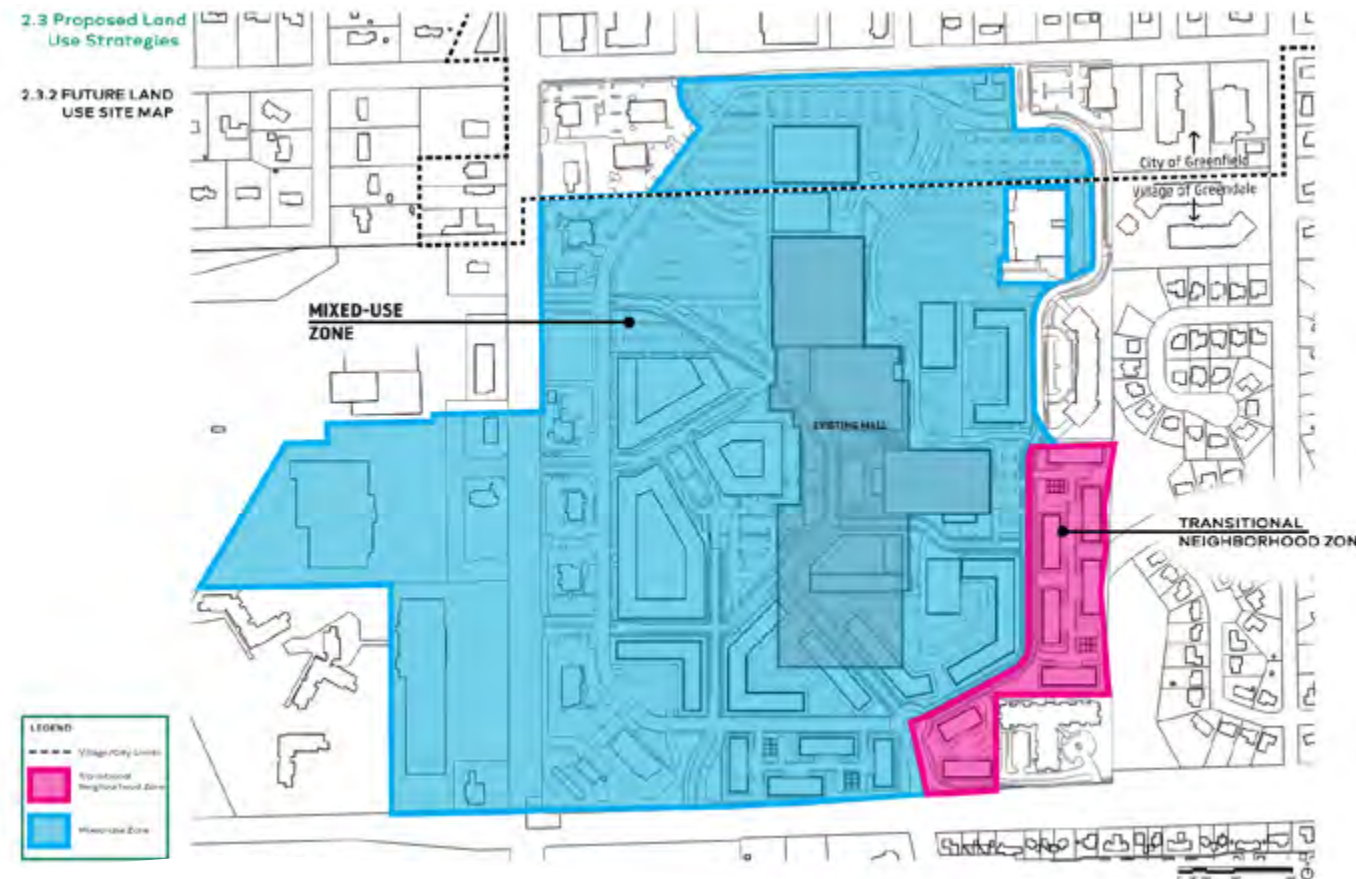 2.3 Proposed Land
Use Strategies
2.3.2 FUTURE LAND
USE SITE MAP
City of Greenfield
Village of Greendale
MIXED-USE
ZONE
EXISTING MALL
TRANSITIONAL
NEIGHBORHOOD ZON
LEGEND
Village/City Limits
Transitional
Neighborhood Zone
Mixed-use Zone